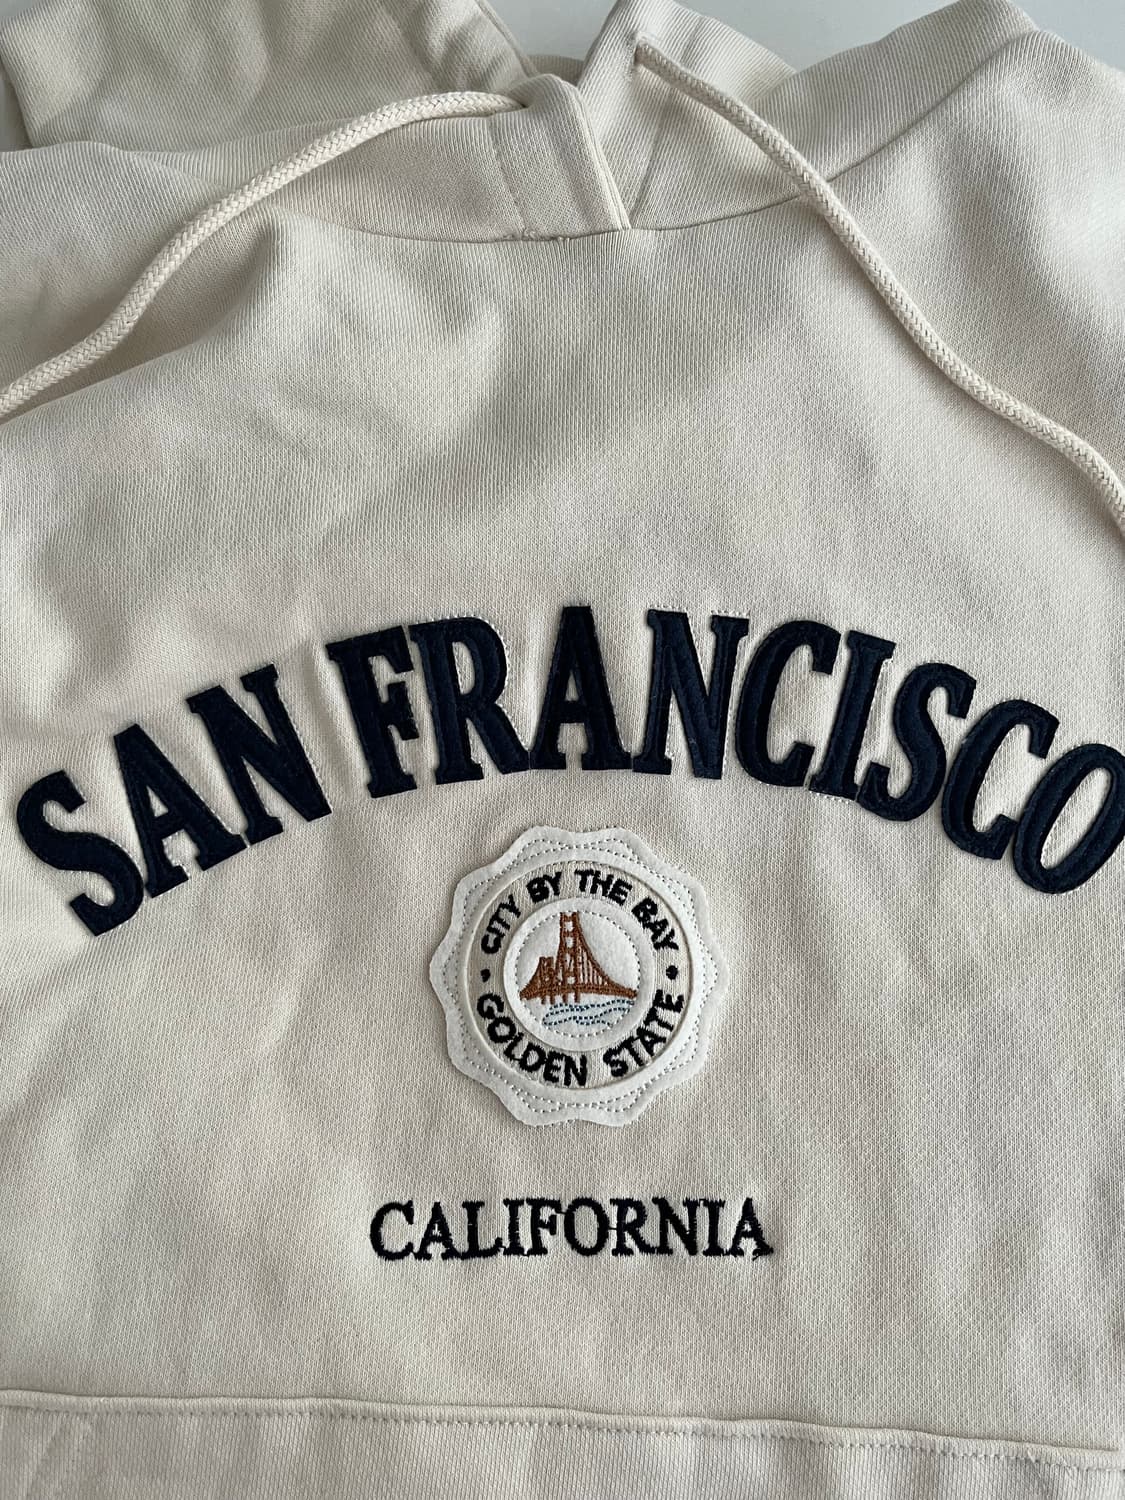 SAN FRANCISCO
CITY BY THE BAY
• GOLDEN STATE •
CALIFORNIA